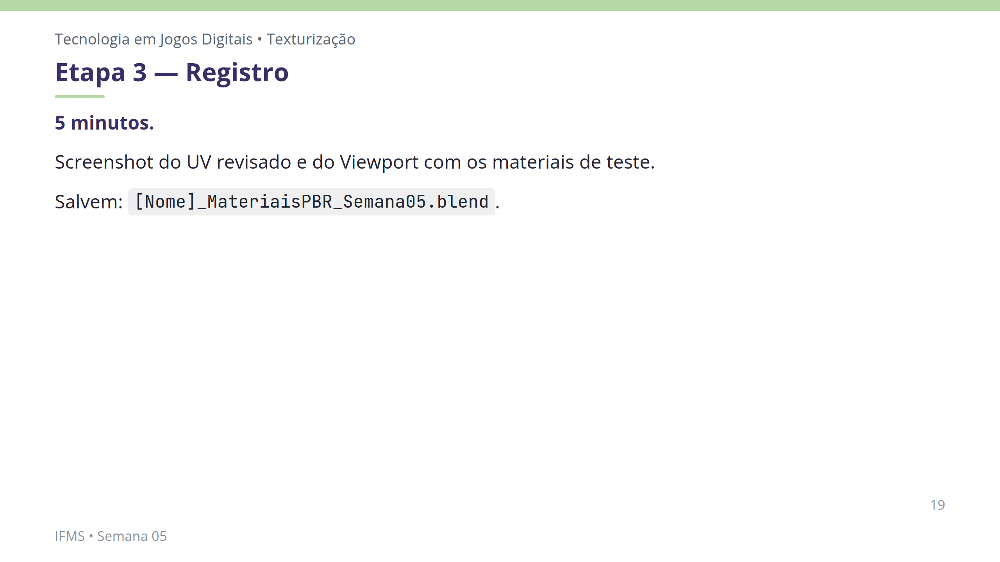 Tecnologia em Jogos Digitais • Texturização
Etapa 3 — Registro
5 minutos.
Screenshot do UV revisado e do Viewport com os materiais de teste.
Salvem: [Nome]_MateriaisPBR_Semana05.blend.
19
IFMS • Semana 05